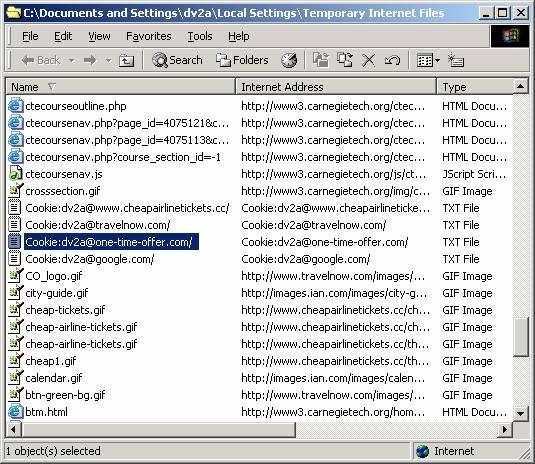 C:\Documents and Settings\dv2a\Local Settings\Temporary Internet Files
File Edit View Favorites Tools Help
Back Search Folders
Name Internet Address Type
ctecourseoutline.php http://www3.carnegietech.org/ctec... HTML Docu...
ctecoursenav.php?page_id=4075121&c... http://www3.carnegietech.org/ctec... HTML Docu...
ctecoursenav.php?page_id=4075113&c... http://www3.carnegietech.org/ctec... HTML Docu...
ctecoursenav.php?course_section_id=-1 http://www3.carnegietech.org/ctec... HTML Docu...
ctecoursenav.js http://www3.carnegietech.org/js/ct... JScript Scri...
crosssection.gif http://www3.carnegietech.org/img/c... GIF Image
Cookie:dv2a@www.cheapairlinetickets.cc/ Cookie:dv2a@www.cheapairlineticke... TXT File
Cookie:dv2a@travelnow.com/ Cookie:dv2a@travelnow.com/ TXT File
Cookie:dv2a@one-time-offer.com/ Cookie:dv2a@one-time-offer.com/ TXT File
Cookie:dv2a@google.com/ Cookie:dv2a@google.com/ TXT File
CO_logo.gif http://www.travelnow.com/images/... GIF Image
city-guide.gif http://images.ian.com/images/city-g... GIF Image
cheap-tickets.gif http://www.cheapairlinetickets.cc/ch... GIF Image
cheap-airline-tickets.gif http://www.cheapairlinetickets.cc/ch... GIF Image
cheap-airline-tickets.gif http://www.cheapairlinetickets.cc/th... GIF Image
cheap1.gif http://www.cheapairlinetickets.cc/th... GIF Image
calendar.gif http://images.ian.com/images/calen... GIF Image
btn-green-bg.gif http://www.travelnow.com/images/... GIF Image
btm.html http://www3.carnegietech.org/hom... HTML Docu...
1 object(s) selected Internet